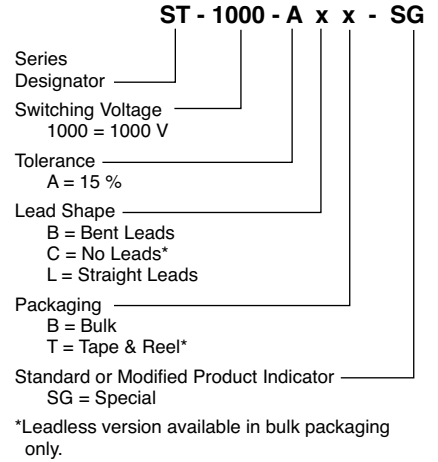 ST - 1000 - A x x - SG
Series
Designator
Switching Voltage
1000 = 1000 V
Tolerance
A = 15 %
Lead Shape
B = Bent Leads
C = No Leads*
L = Straight Leads
Packaging
B = Bulk
T = Tape & Reel*
Standard or Modified Product Indicator
SG = Special
*Leadless version available in bulk packaging
only.